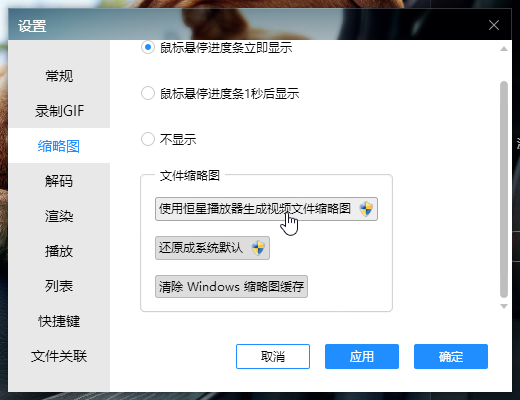 设置
常规
录制GIF
缩略图
解码
渲染
播放
列表
快捷键
文件关联
鼠标悬停进度条立即显示
鼠标悬停进度条1秒后显示
不显示
文件缩略图
使用恒星播放器生成视频文件缩略图
还原成系统默认
清除 Windows 缩略图缓存
取消
应用
确定